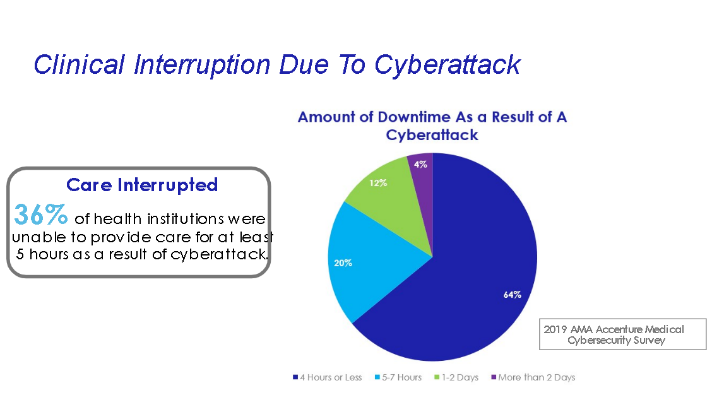 Clinical Interruption Due To Cyberattack
Amount of Downtime As a Result of A
Cyberattack
Care Interrupted
36% of health institutions were
unable to provide care for at least
5 hours as a result of cyberattack.
4%
12%
20%
64%
2019 AMA Accenture Medical
Cybersecurity Survey
4 Hours or Less 5-7 Hours 1-2 Days More than 2 Days